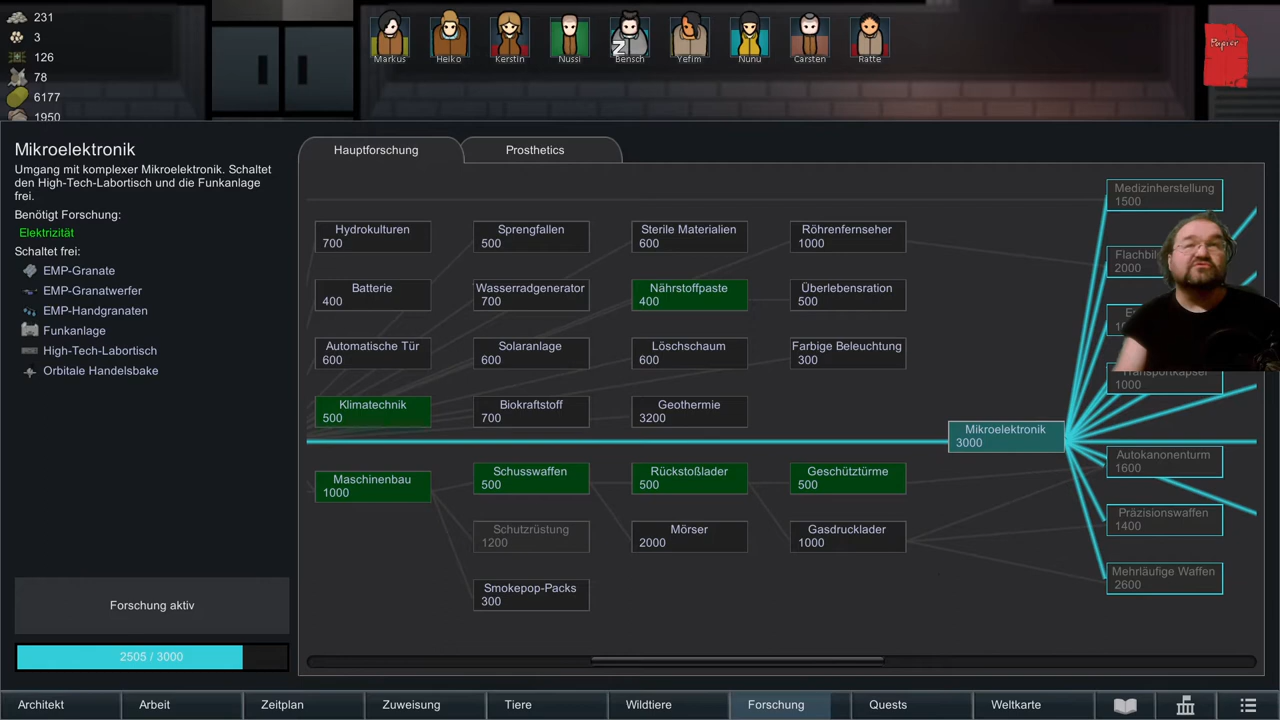 231
3
126
78
6177
1950
Markus
Heiko
Kerstin
Nussi
Bensch
Yefim
Nunu
Carsten
Ratte
Z
Papier
Mikroelektronik
Umgang mit komplexer Mikroelektronik. Schaltet
den High-Tech-Labortisch und die Funkanlage
frei.
Benötigt Forschung:
Elektrizität
Schaltet frei:
EMP-Granate
EMP-Granatwerfer
EMP-Handgranaten
Funkanlage
High-Tech-Labortisch
Orbitale Handelsbake
Forschung aktiv
2505 / 3000
Hauptforschung
Prosthetics
Hydrokulturen
700
Sprengfallen
500
Sterile Materialien
600
Röhrenfernseher
1000
Medizinherstellung
1500
Batterie
400
Wasserradgenerator
700
Nährstoffpaste
400
Überlebensration
500
Flachbil
2000
Automatische Tür
600
Solaranlage
600
Löschschaum
600
Farbige Beleuchtung
300
Transportkapsel
1000
Klimatechnik
500
Biokraftstoff
700
Geothermie
3200
Mikroelektronik
3000
Maschinenbau
1000
Schusswaffen
500
Rückstoßlader
500
Geschütztürme
500
Autokanonenturm
1600
Schutzrüstung
1200
Mörser
2000
Gasdrucklader
1000
Präzisionswaffen
1400
Smokepop-Packs
300
Mehrläufige Waffen
2600
Architekt
Arbeit
Zeitplan
Zuweisung
Tiere
Wildtiere
Forschung
Quests
Weltkarte